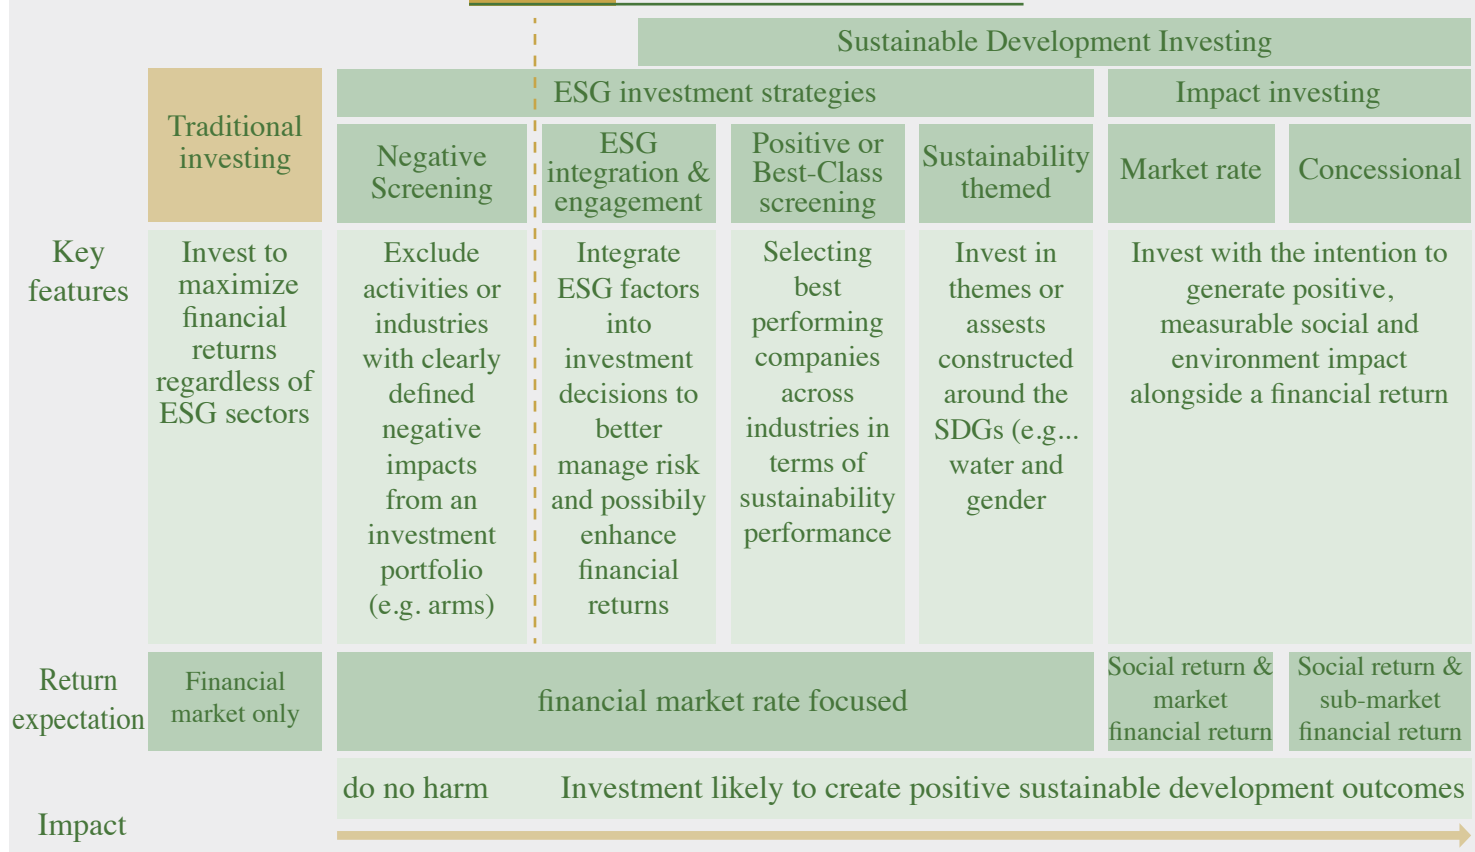 Sustainable Development Investing
ESG investment strategies
Impact investing
Traditional
investing
Negative
Screening
ESG
integration &
engagement
Positive or
Best-Class
screening
Sustainability
themed
Market rate
Concessional
Key
features
Invest to
maximize
financial
returns
regardless of
ESG sectors
Exclude
activities or
industries
with clearly
defined
negative
impacts
from an
investment
portfolio
(e.g. arms)
Integrate
ESG factors
into
investment
decisions to
better
manage risk
and possibily
enhance
financial
returns
Selecting
best
performing
companies
across
industries in
terms of
sustainability
performance
Invest in
themes or
assests
constructed
around the
SDGs (e.g...
water and
gender
Invest with the intention to
generate positive,
measurable social and
environment impact
alongside a financial return
Return
expectation
Financial
market only
financial market rate focused
Social return &
market
financial return
Social return &
sub-market
financial return
Impact
do no harm
Investment likely to create positive sustainable development outcomes